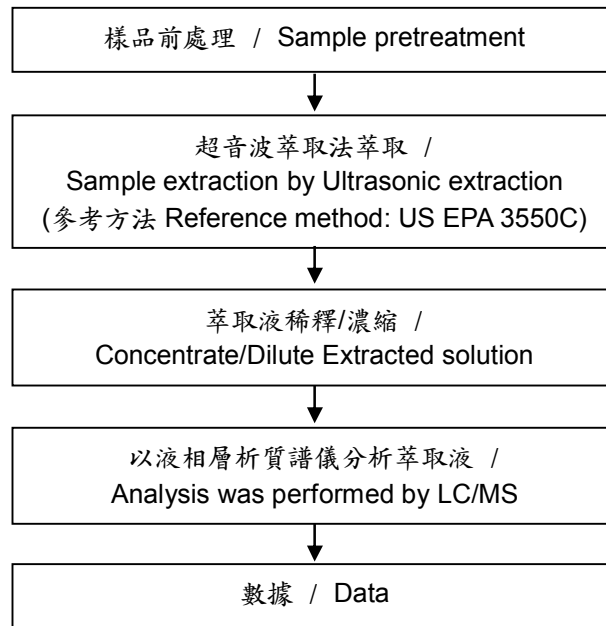 樣品前處理 / Sample pretreatment
超音波萃取法萃取 /
Sample extraction by Ultrasonic extraction
(參考方法 Reference method: US EPA 3550C)
萃取液稀釋/濃縮 /
Concentrate/Dilute Extracted solution
以液相層析質譜儀分析萃取液 /
Analysis was performed by LC/MS
數據 / Data